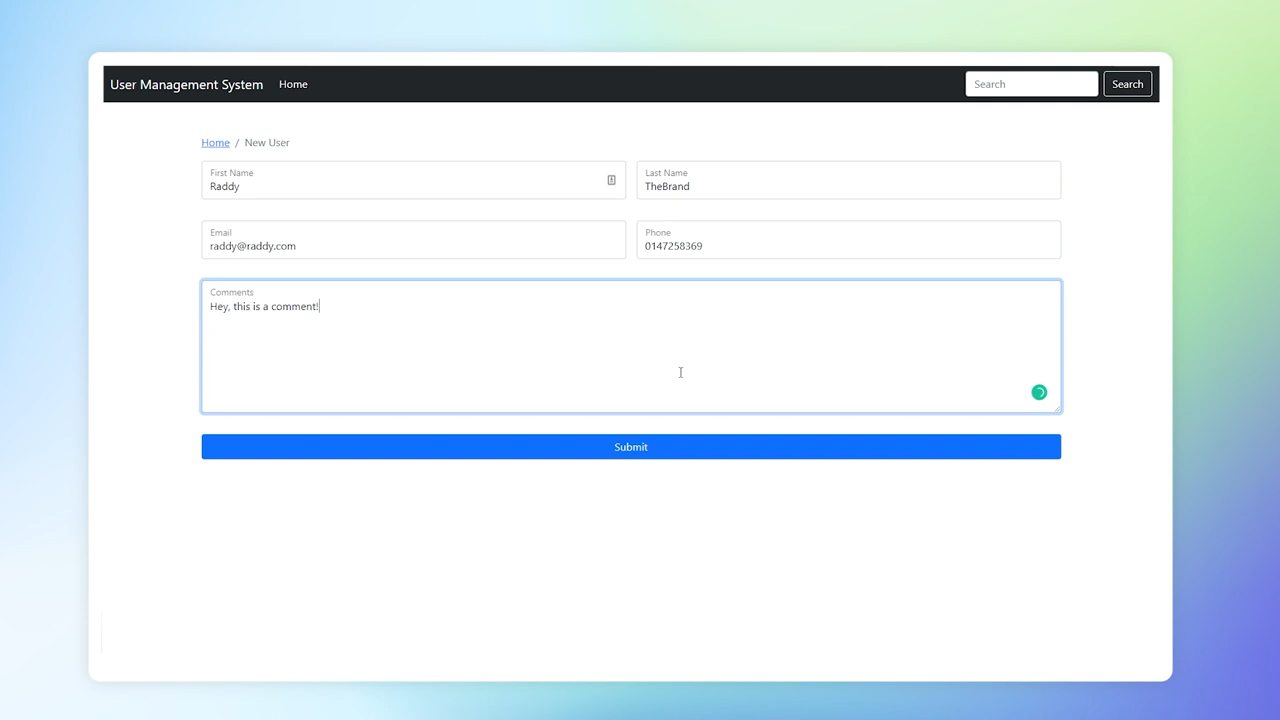 User Management System Home Search Search
Home / New User
First Name Last Name
Raddy TheBrand
Email Phone
raddy@raddy.com 0147258369
Comments
Hey, this is a comment!
Submit